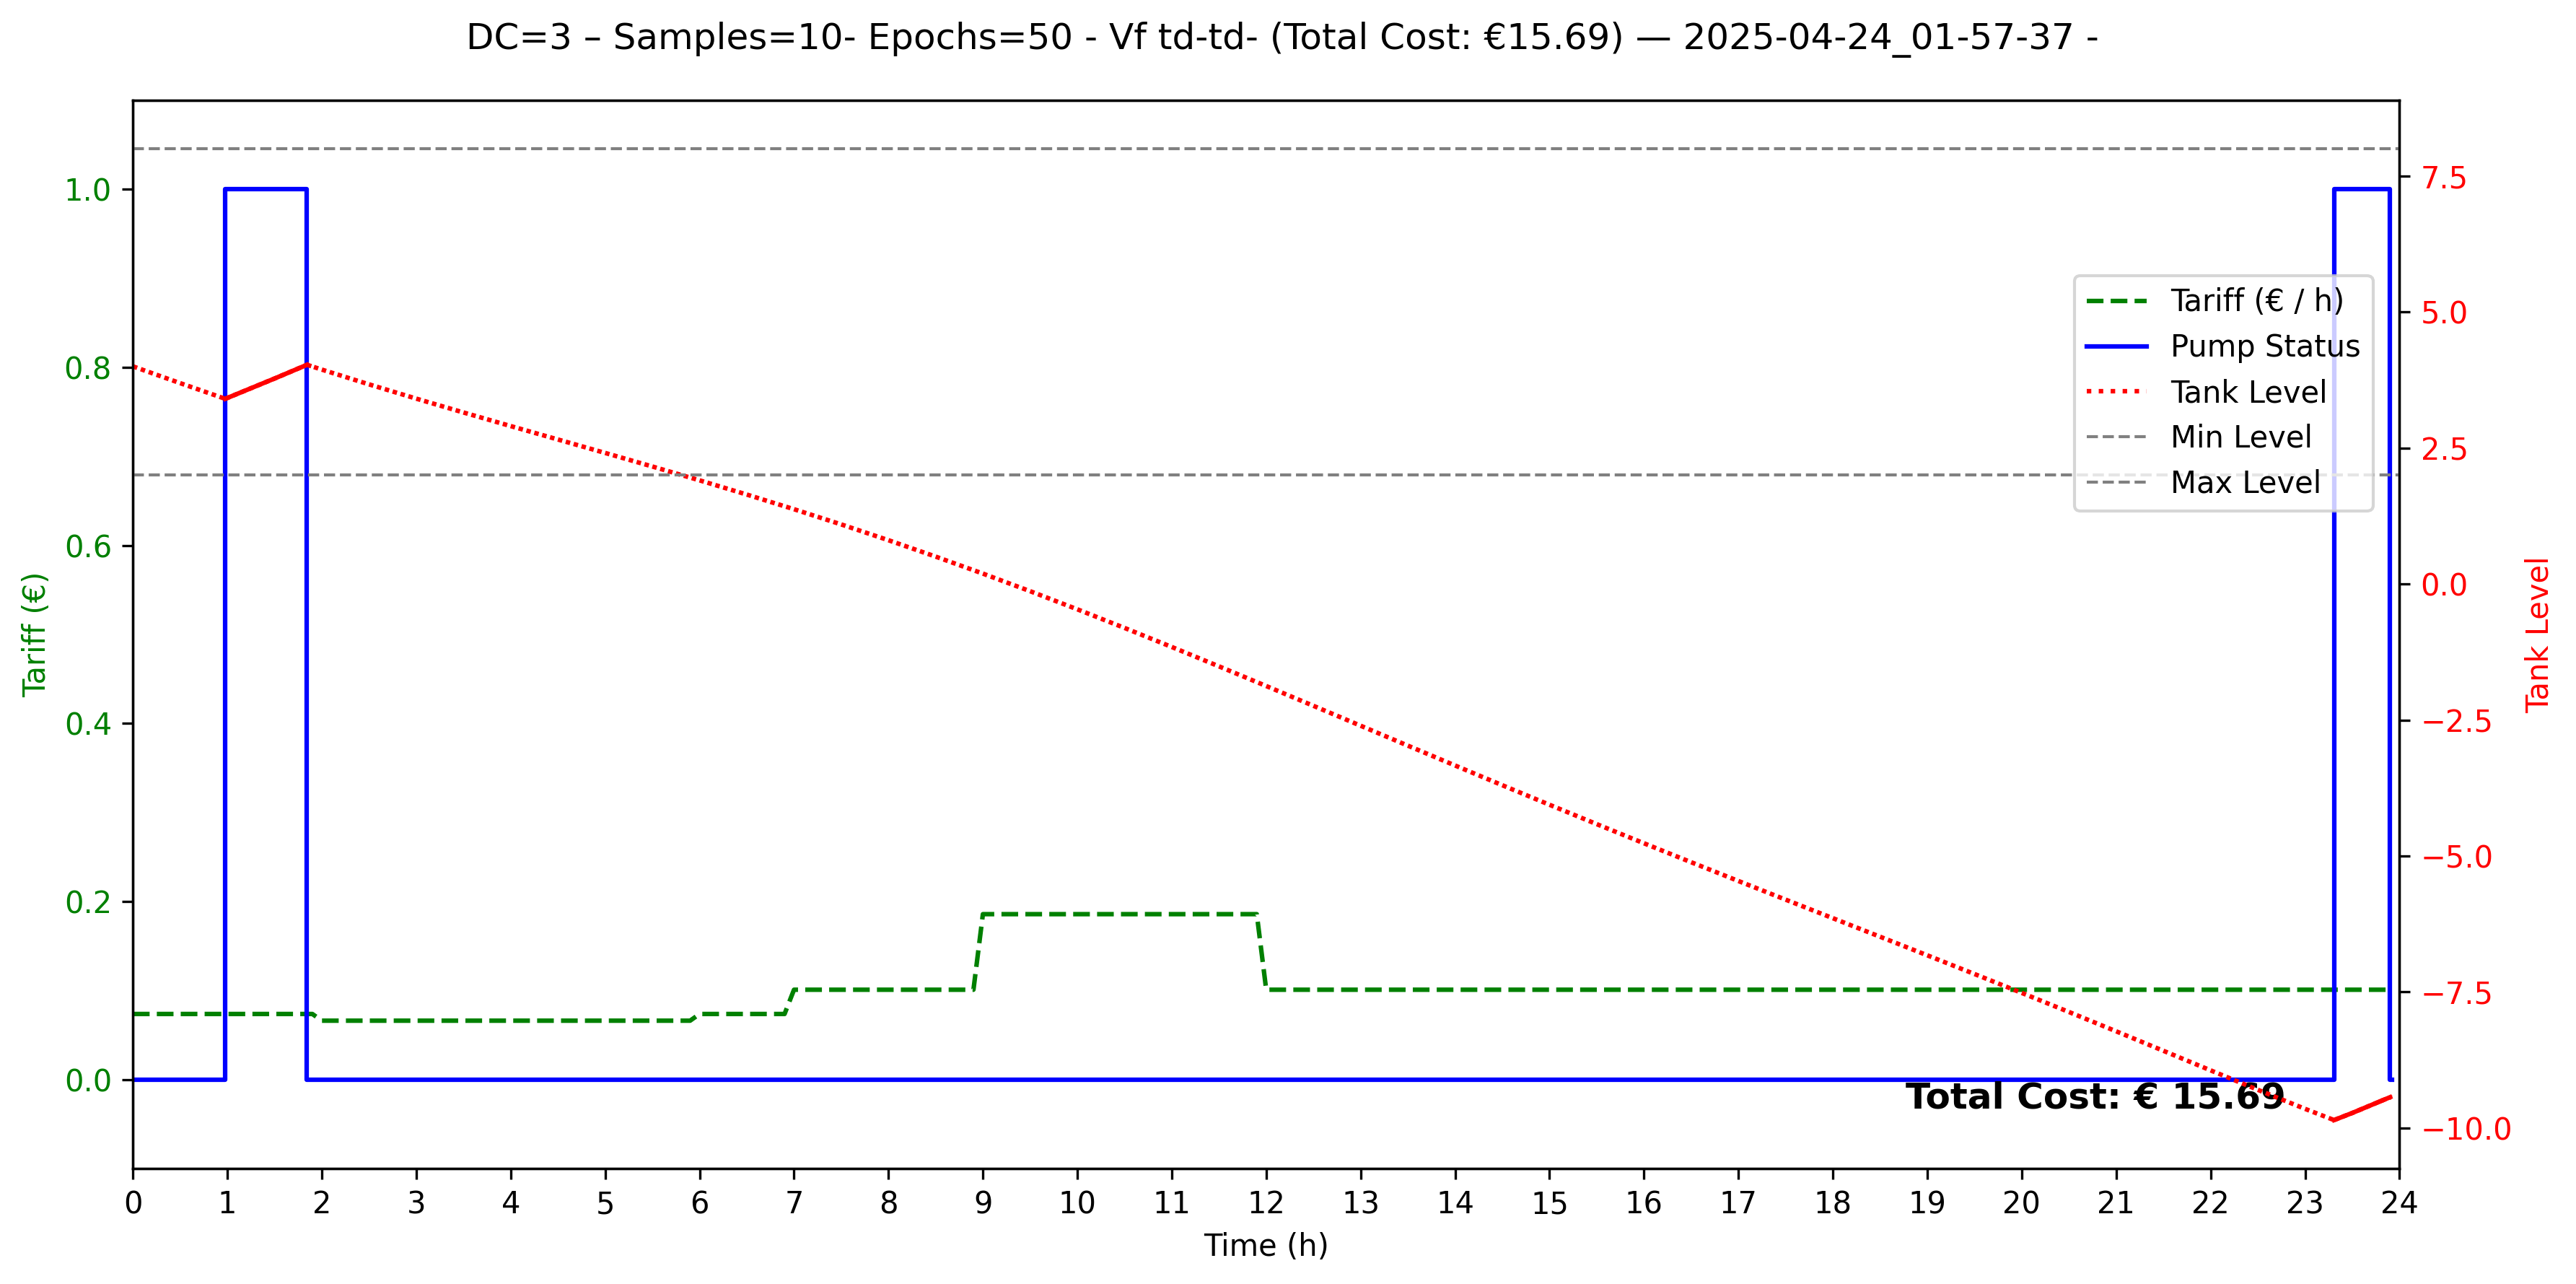 DC=3 – Samples=10- Epochs=50 - Vf td-td- (Total Cost: €15.69) — 2025-04-24_01-57-37 -
1.0
0.8
0.6
0.4
0.2
0.0
Tariff (€)
7.5
5.0
2.5
0.0
−2.5
−5.0
−7.5
−10.0
Tank Level
Tariff (€ / h)
Pump Status
Tank Level
Min Level
Max Level
Total Cost: € 15.69
0 1 2 3 4 5 6 7 8 9 10 11 12 13 14 15 16 17 18 19 20 21 22 23 24
Time (h)